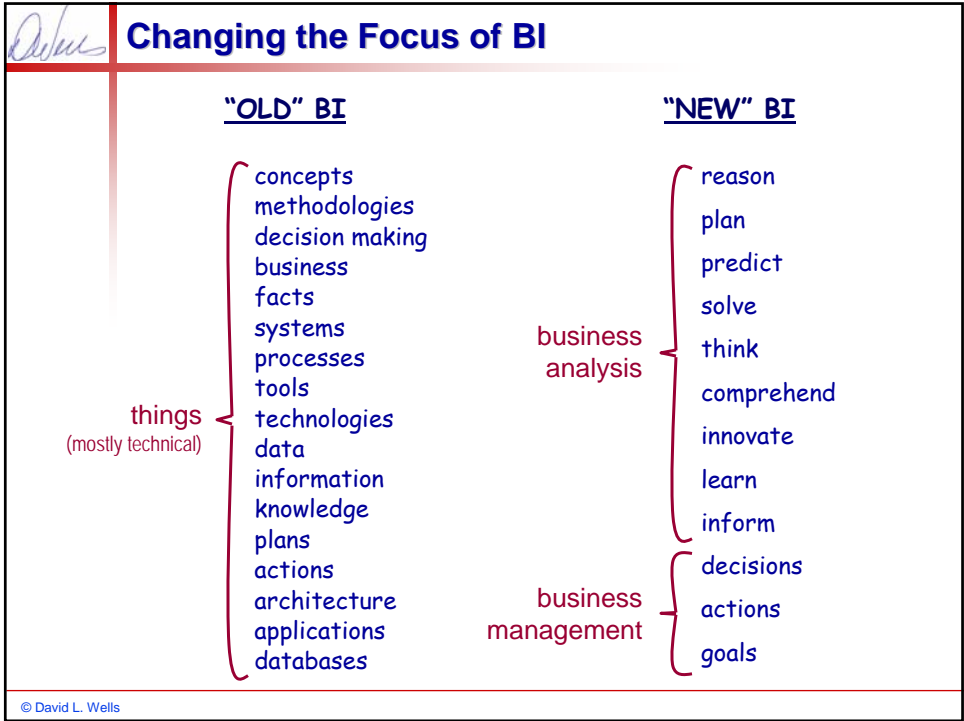 Changing the Focus of BI
“OLD” BI
concepts
methodologies
decision making
business
facts
systems
processes
tools
technologies
data
information
knowledge
plans
actions
architecture
applications
databases
things
(mostly technical)
“NEW” BI
reason
plan
predict
solve
think
comprehend
innovate
learn
inform
business
analysis
decisions
actions
goals
business
management
© David L. Wells